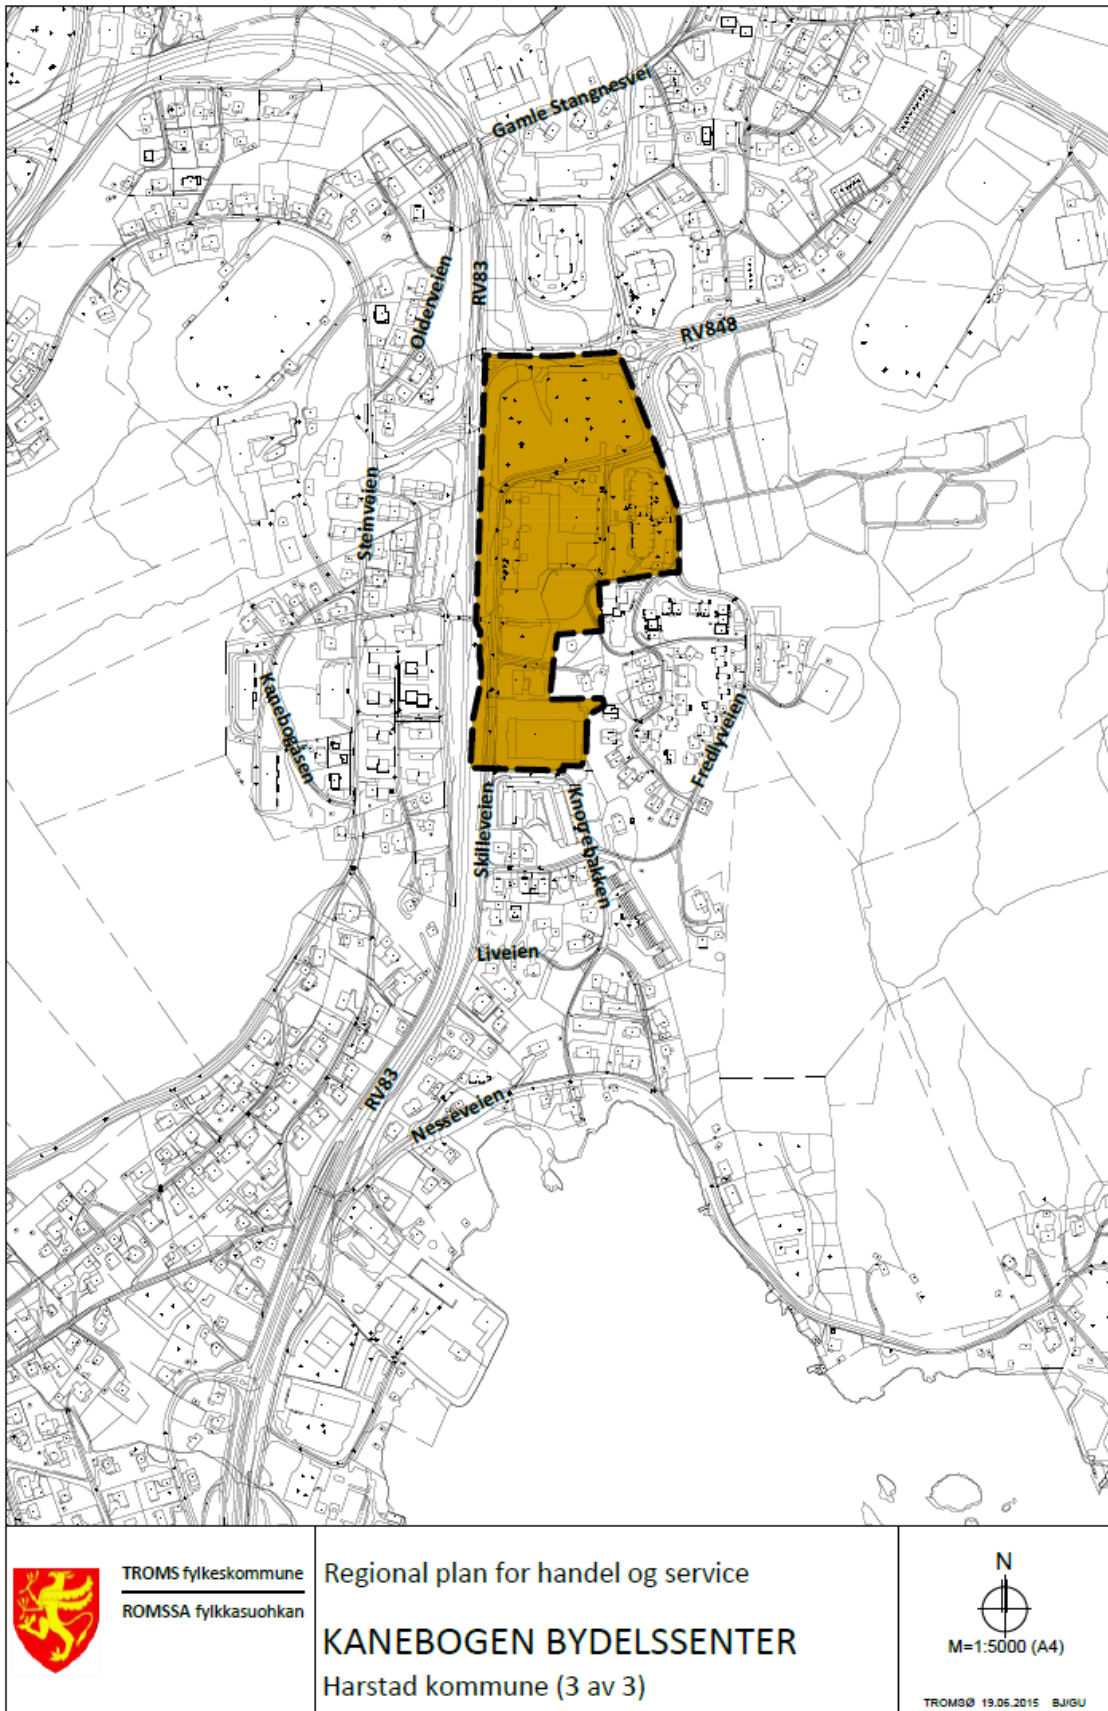 Gamle Stangnesvei
RV83
Olderveien
RV848
Steinveien
Kanebogåsen
Fredlyveien
Skilleveien
Knorrebakken
Liveien
RV83
Nesseveien
TROMS fylkeskommune
ROMSSA fylkkasuohkan
Regional plan for handel og service
KANEBOGEN BYDELSSENTER
Harstad kommune (3 av 3)
N
M=1:5000 (A4)
TROMSØ 19.06.2015 BJ/GU